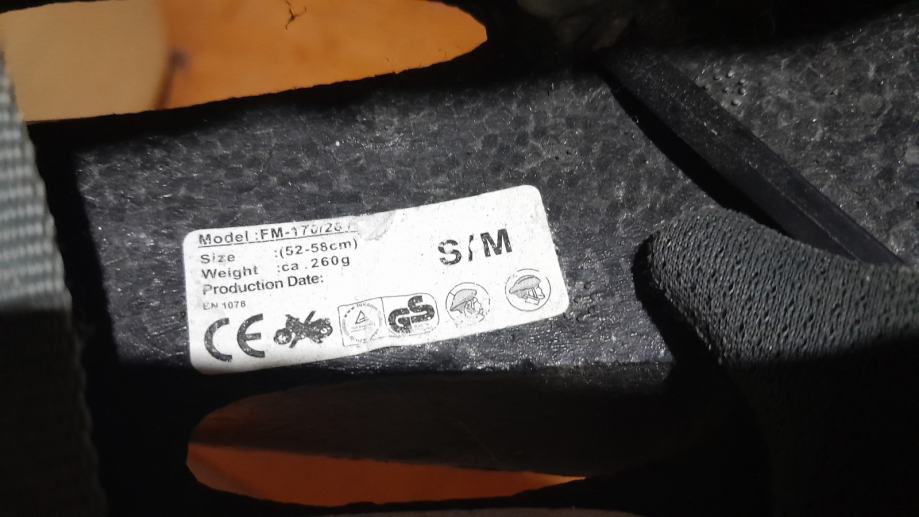 Model :FM-170/26
Size :(52-58cm)
Weight :ca.260g
Production Date:
EN 1078
S/M
CE
GS